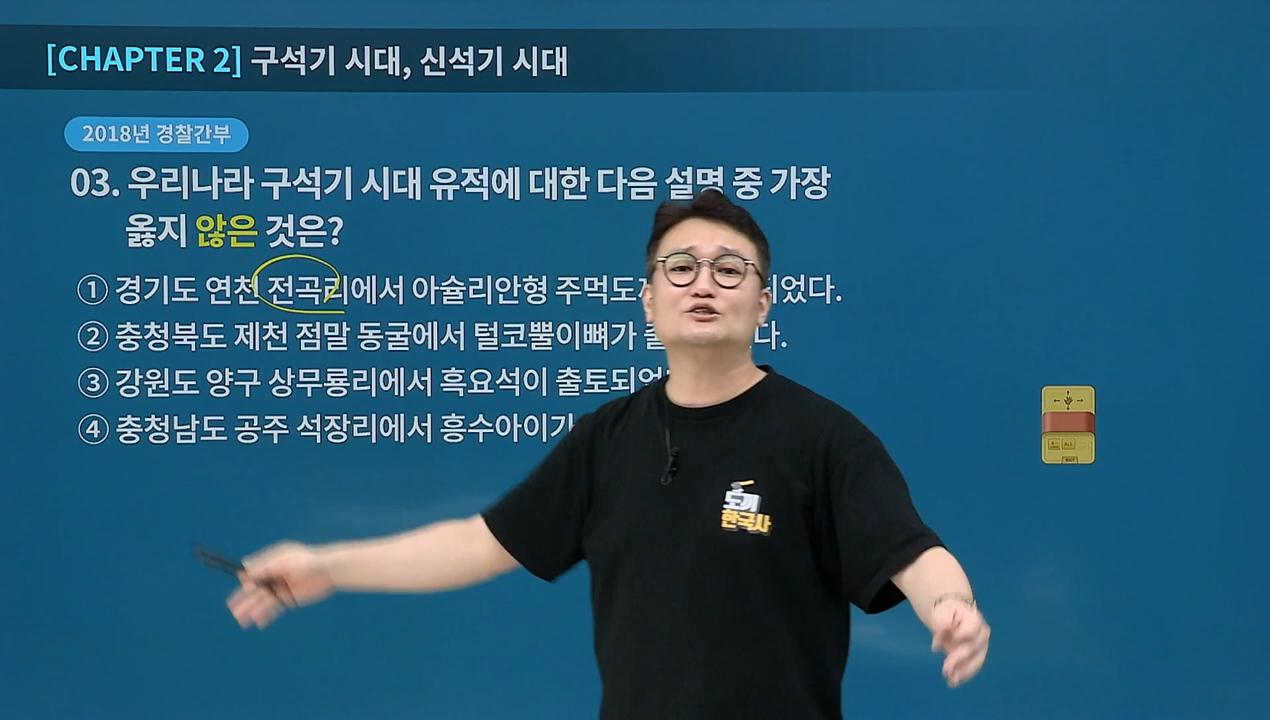 [CHAPTER 2] 구석기 시대, 신석기 시대
2018년 경찰간부
03. 우리나라 구석기 시대 유적에 대한 다음 설명 중 가장
옳지 않은 것은?
① 경기도 연천 전곡리에서 아슐리안형 되었다.
② 충청북도 제천 점말 동굴에서 털코뿔이뼈가
③ 강원도 양구 상무룡리에서 흑요석이
④ 충청남도 공주 석장리에서 흥수아이가
도끼
한국사
ALL
EXIT